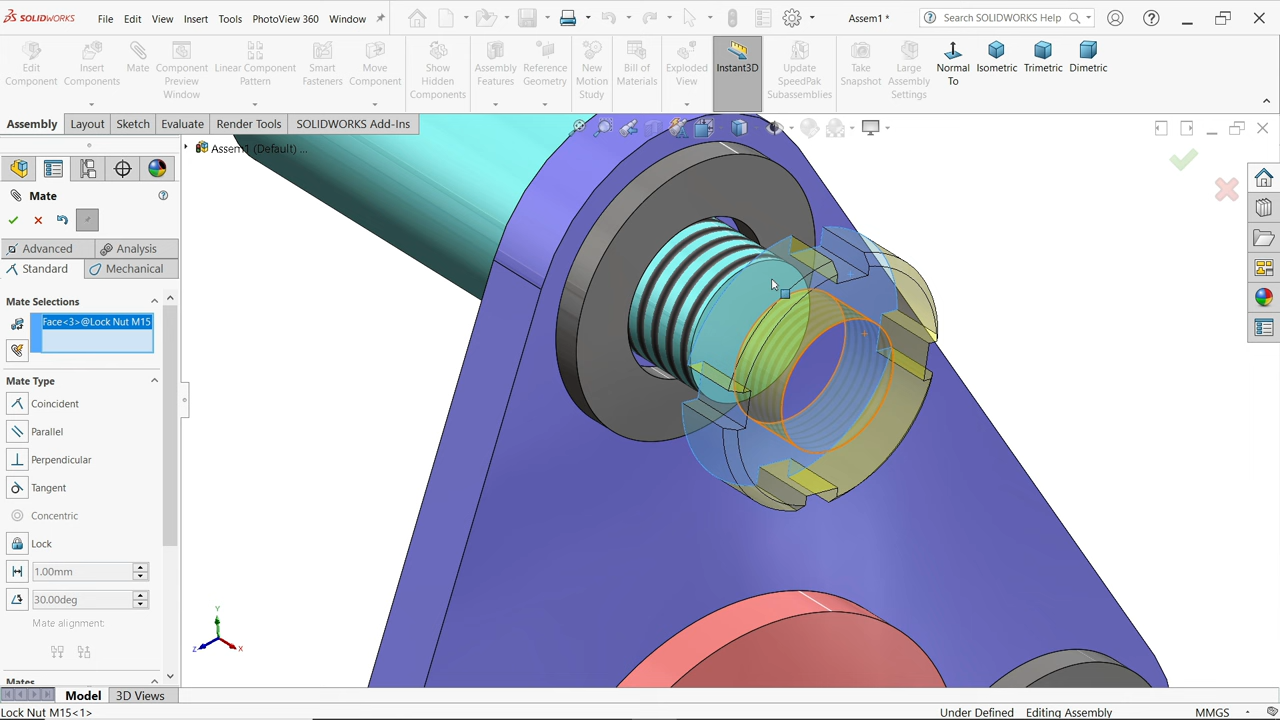 SOLIDWORKS
File Edit View Insert Tools PhotoView 360 Window
Assem1 *
Search SOLIDWORKS Help
Edit Component
Insert Components
Mate
Component Preview Window
Linear Component Pattern
Smart Fasteners
Move Component
Show Hidden Components
Assembly Features
Reference Geometry
New Motion Study
Bill of Materials
Exploded View
Instant3D
Update SpeedPak Subassemblies
Take Snapshot
Large Assembly Settings
Normal To
Isometric
Trimetric
Dimetric
Assembly Layout Sketch Evaluate Render Tools SOLIDWORKS Add-Ins
Assem1 (Default) ...
Mate
Advanced Analysis
Standard Mechanical
Mate Selections
Face<3>@Lock Nut M15
Mate Type
Coincident
Parallel
Perpendicular
Tangent
Concentric
Lock
1.00mm
30.00deg
Mate alignment:
Mates
Y
Z
X
Model 3D Views
Lock Nut M15<1>
Under Defined Editing Assembly MMGS